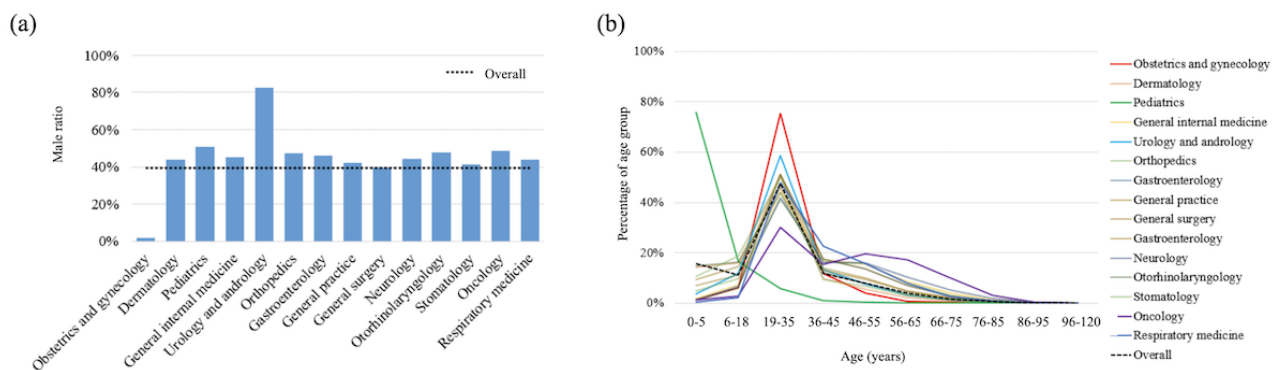 (a)
100%
80%
60%
40%
20%
0%
Male ratio
Overall
Obstetrics and gynecology
Dermatology
Pediatrics
General internal medicine
Urology and andrology
Orthopedics
Gastroenterology
General practice
General surgery
Neurology
Otorhinolaryngology
Stomatology
Oncology
Respiratory medicine
(b)
100%
80%
60%
40%
20%
0%
Percentage of age group
0-5 6-18 19-35 36-45 46-55 56-65 66-75 76-85 86-95 96-120
Age (years)
Obstetrics and gynecology
Dermatology
Pediatrics
General internal medicine
Urology and andrology
Orthopedics
Gastroenterology
General practice
General surgery
Gastroenterology
Neurology
Otorhinolaryngology
Stomatology
Oncology
Respiratory medicine
Overall